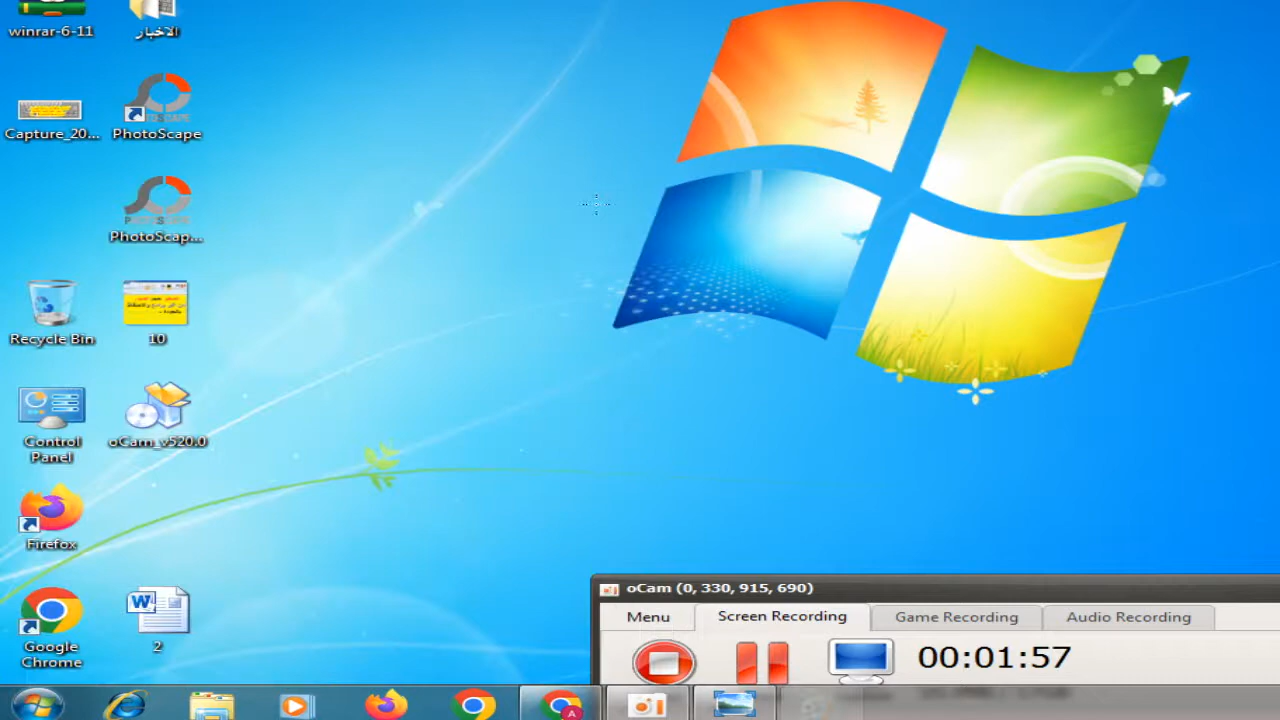 winrar-6-11
الاخبار
Capture_20...
PhotoScape
PhotoScap...
Recycle Bin
10
Control
Panel
oCam_v520.0
Firefox
Google
Chrome
2
oCam (0, 330, 915, 690)
Menu
Screen Recording
Game Recording
Audio Recording
00:01:57